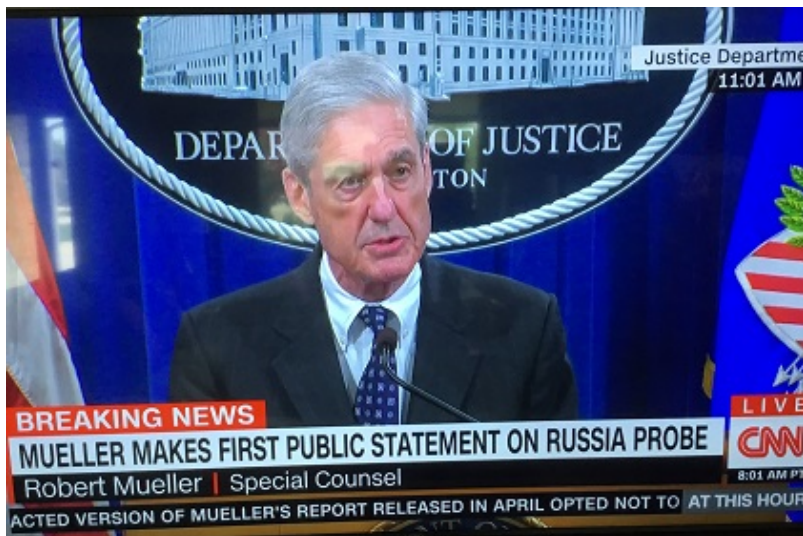 Justice Departme
11:01 AM
DEPAR OF JUSTICE
TON
BREAKING NEWS
LIVE
MUELLER MAKES FIRST PUBLIC STATEMENT ON RUSSIA PROBE
CNN
Robert Mueller | Special Counsel
8:01 AM PT
ACTED VERSION OF MUELLER'S REPORT RELEASED IN APRIL OPTED NOT TO AT THIS HOUR